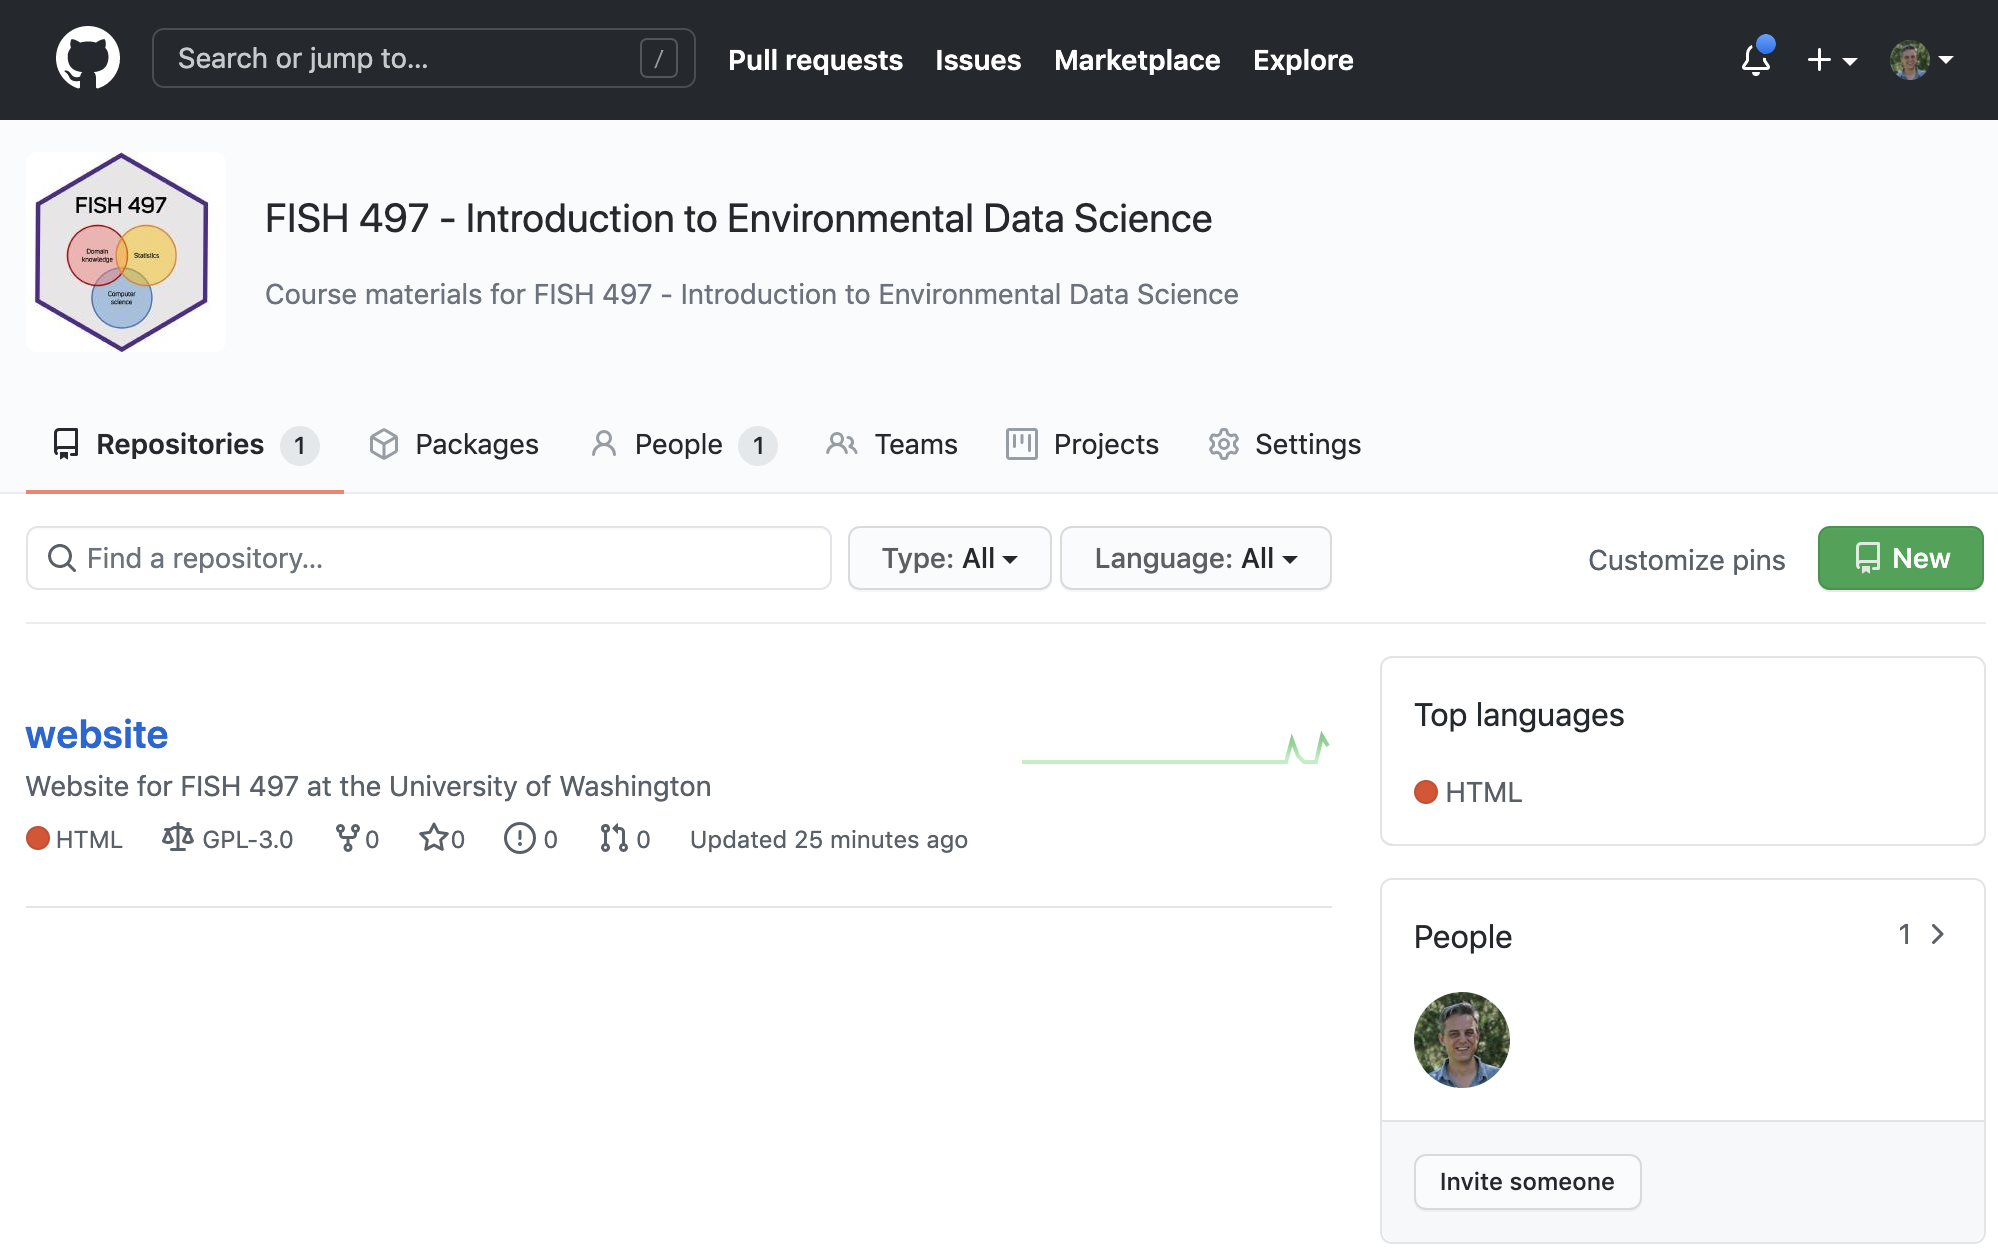 Search or jump to... /
Pull requests Issues Marketplace Explore
FISH 497
Domain
knowledge
Statistics
Computer
science
FISH 497 - Introduction to Environmental Data Science
Course materials for FISH 497 - Introduction to Environmental Data Science
Repositories 1 Packages People 1 Teams Projects Settings
Find a repository... Type: All Language: All Customize pins New
website
Website for FISH 497 at the University of Washington
HTML GPL-3.0 0 0 0 0 Updated 25 minutes ago
Top languages
HTML
People 1
Invite someone